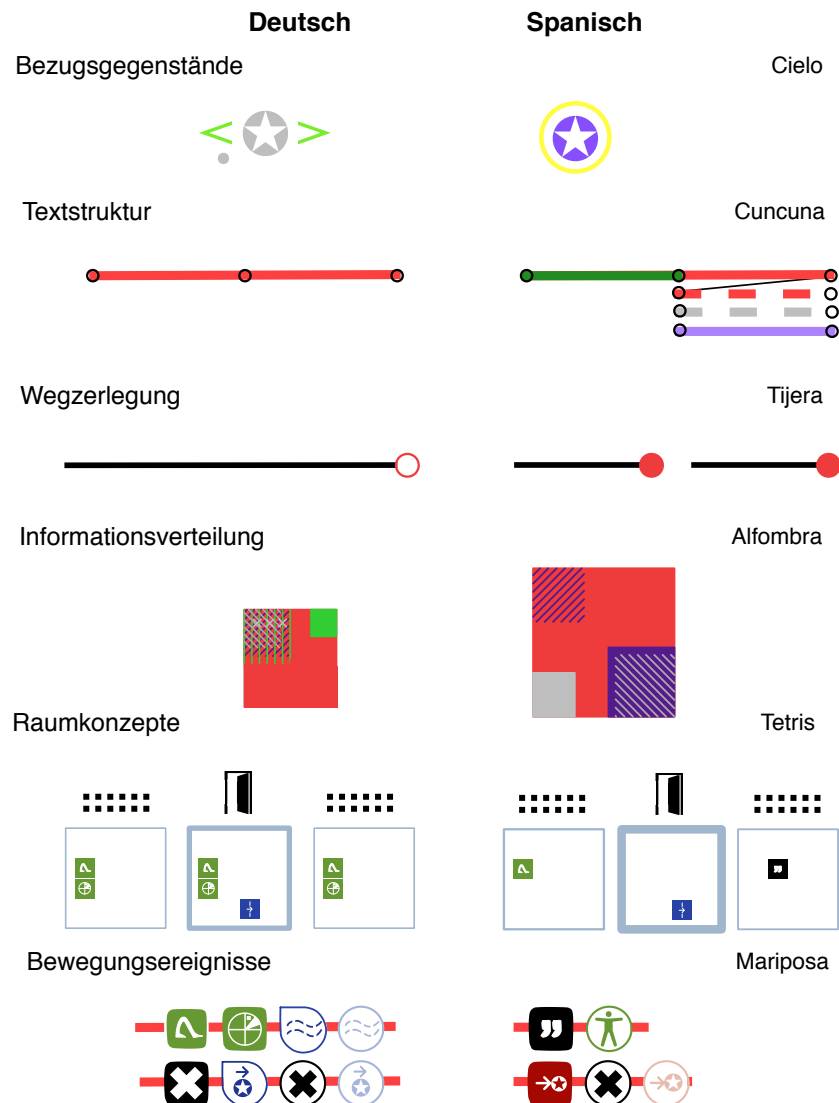 Deutsch Spanisch
Bezugsgegenstände Cielo
Textstruktur Cuncuna
Wegzerlegung Tijera
Informationsverteilung Alfombra
Raumkonzepte Tetris
Bewegungsereignisse Mariposa